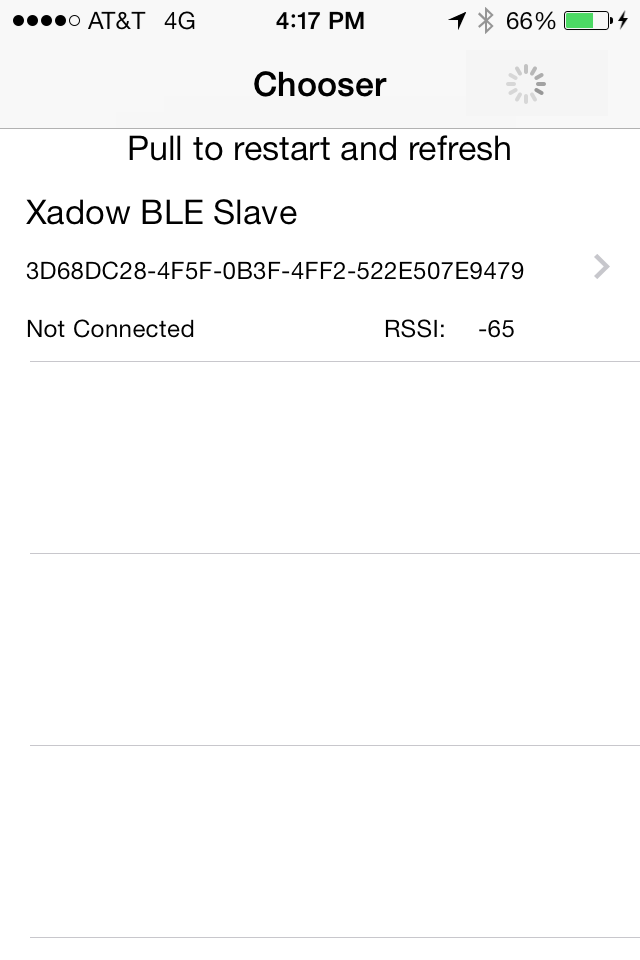 AT&T 4G 4:17 PM 66%
Chooser
Pull to restart and refresh
Xadow BLE Slave
3D68DC28-4F5F-0B3F-4FF2-522E507E9479
Not Connected RSSI: -65